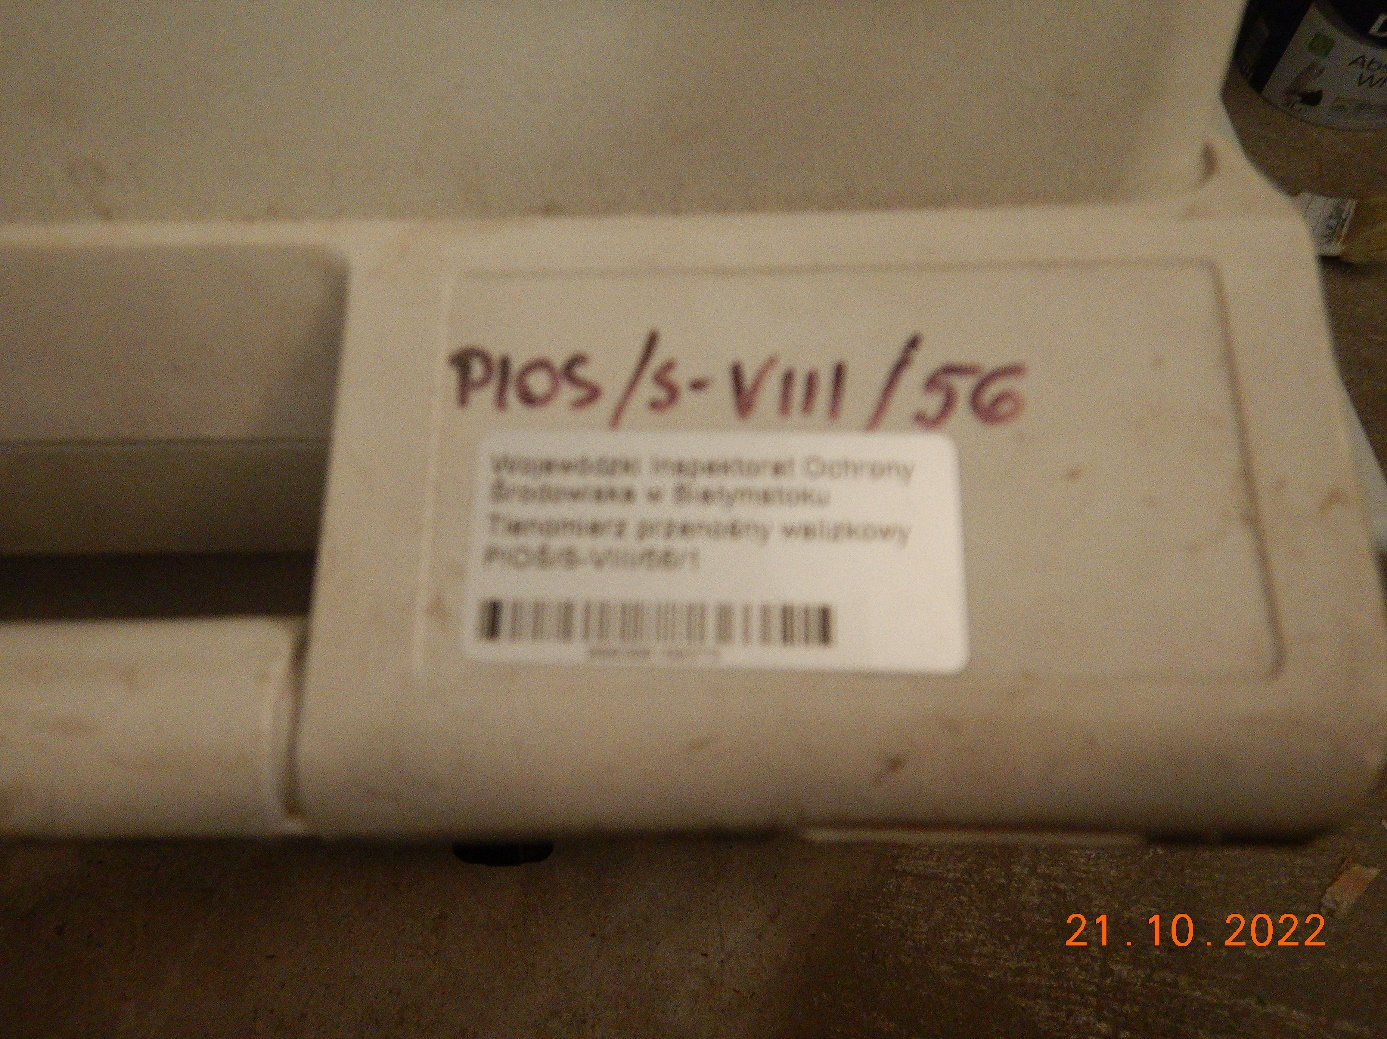 PIOS/S-VIII/56
Wojewódzki Inspektorat Ochrony
Środowiska w Białymstoku
Tlenomierz przenośny walizkowy
PIOŚ/S-VIII/56/1
21.10.2022